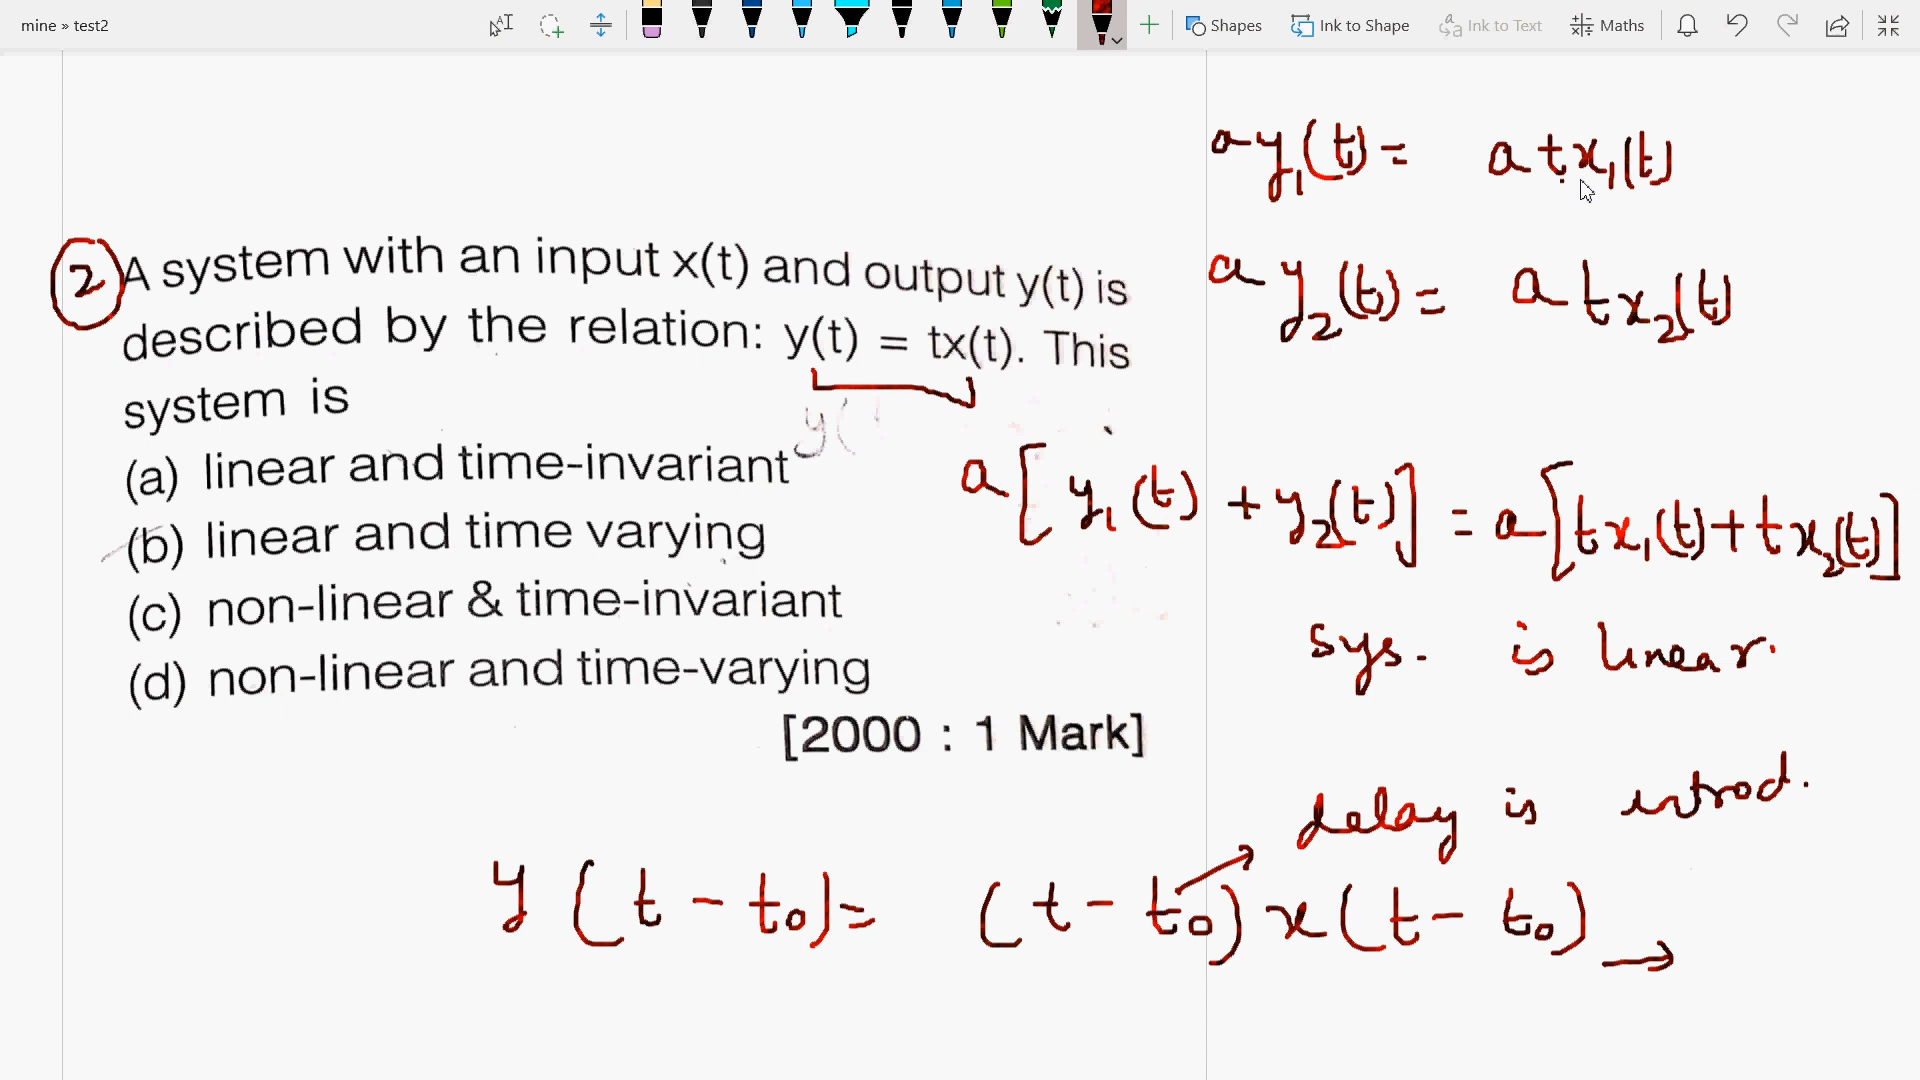 mine » test2
Shapes
Ink to Shape
Ink to Text
Maths
a y₁(t) = a t x₁(t)
a y₂(t) = a t x₂(t)
② A system with an input x(t) and output y(t) is
described by the relation: y(t) = tx(t). This
system is
y(
(a) linear and time-invariant
(b) linear and time varying
(c) non-linear & time-invariant
(d) non-linear and time-varying
[2000 : 1 Mark]
a[y₁(t) + y₂(t)] = a[tx₁(t) + tx₂(t)]
sys. is linear.
delay is introd.
y(t - t₀) = (t - t₀) x(t - t₀) →